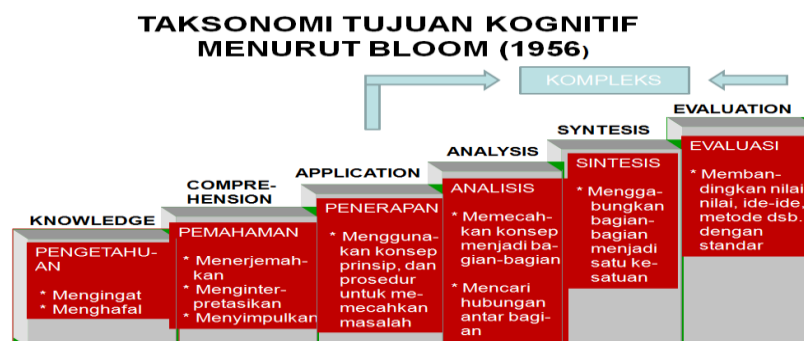 TAKSONOMI TUJUAN KOGNITIF
MENURUT BLOOM (1956)
KOMPLEKS
KNOWLEDGE
PENGETAHU-
AN
* Mengingat
* Menghafal
COMPRE-
HENSION
PEMAHAMAN
* Menerjemah-
kan
* Menginter-
pretasikan
* Menyimpulkan
APPLICATION
PENERAPAN
* Mengguna-
kan konsep
prinsip, dan
prosedur
untuk me-
mecahkan
masalah
ANALYSIS
ANALISIS
* Memecah-
kan konsep
menjadi ba-
gian-bagian
* Mencari
hubungan
antar bagi-
an
SYNTESIS
SINTESIS
* Mengga-
bungkan
bagian-
bagian
menjadi
satu ke-
satuan
EVALUATION
EVALUASI
* Memban-
dingkan nilai
nilai, ide-ide,
metode dsb.
dengan
standar